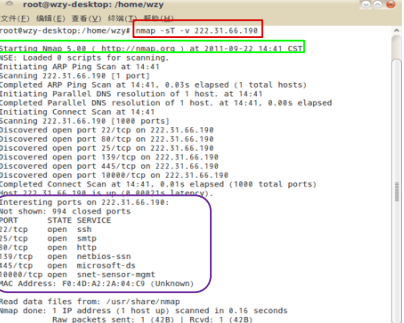 root@wzy-desktop: /home/wzy
文件(F) 编辑(E) 查看(V) 终端(T) 帮助(H)
root@wzy-desktop:/home/wzy# nmap -sT -v 222.31.66.190
Starting Nmap 5.00 ( http://nmap.org ) at 2011-09-22 14:41 CST
NSE: Loaded 0 scripts for scanning.
Initiating ARP Ping Scan at 14:41
Scanning 222.31.66.190 [1 port]
Completed ARP Ping Scan at 14:41, 0.03s elapsed (1 total hosts)
Initiating Parallel DNS resolution of 1 host. at 14:41
Completed Parallel DNS resolution of 1 host. at 14:41, 0.00s elapsed
Initiating Connect Scan at 14:41
Scanning 222.31.66.190 [1000 ports]
Discovered open port 22/tcp on 222.31.66.190
Discovered open port 80/tcp on 222.31.66.190
Discovered open port 25/tcp on 222.31.66.190
Discovered open port 139/tcp on 222.31.66.190
Discovered open port 445/tcp on 222.31.66.190
Discovered open port 10000/tcp on 222.31.66.190
Completed Connect Scan at 14:41, 0.01s elapsed (1000 total ports)
Host 222.31.66.190 is up (0.00021s latency).
Interesting ports on 222.31.66.190:
Not shown: 994 closed ports
PORT STATE SERVICE
22/tcp open ssh
25/tcp open smtp
80/tcp open http
139/tcp open netbios-ssn
445/tcp open microsoft-ds
10000/tcp open snet-sensor-mgmt
MAC Address: F0:4D:A2:2A:04:C9 (Unknown)
Read data files from: /usr/share/nmap
Nmap done: 1 IP address (1 host up) scanned in 0.16 seconds
Raw packets sent: 1 (42B) | Rcvd: 1 (42B)